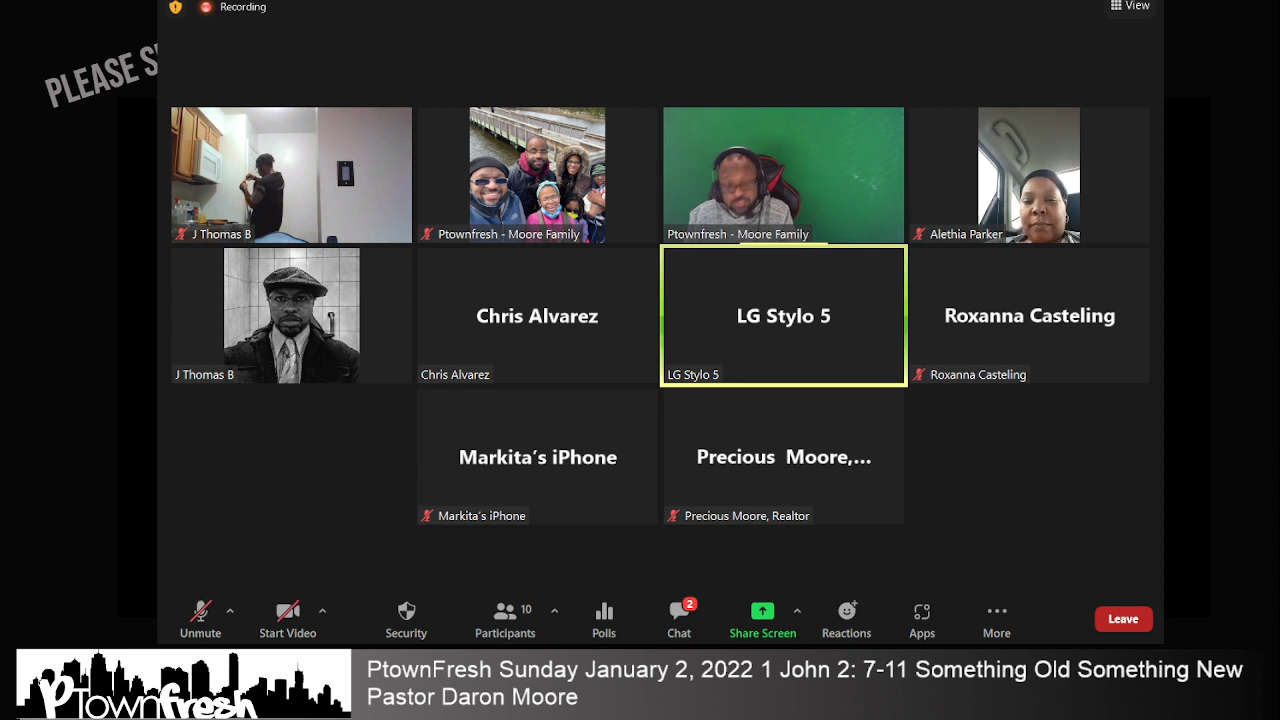 Recording
View
PLEASE S
J Thomas B
Ptownfresh - Moore Family
Ptownfresh - Moore Family
Alethia Parker
J Thomas B
Chris Alvarez
Chris Alvarez
LG Stylo 5
LG Stylo 5
Roxanna Casteling
Roxanna Casteling
Markita's iPhone
Markita's iPhone
Precious Moore,...
Precious Moore, Realtor
Unmute
Start Video
Security
10
Participants
Polls
2
Chat
Share Screen
Reactions
Apps
More
Leave
PTownfresh
PtownFresh Sunday January 2, 2022 1 John 2: 7-11 Something Old Something New
Pastor Daron Moore